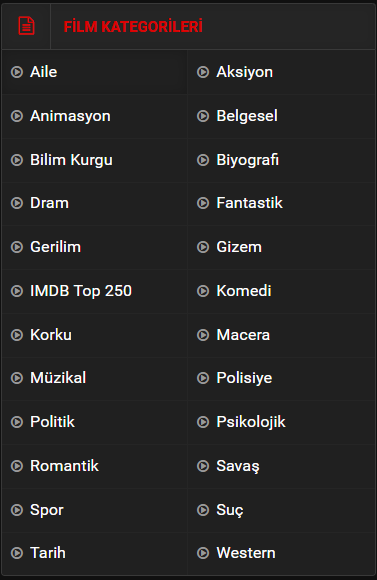 FİLM KATEGORİLERİ
Aile
Aksiyon
Animasyon
Belgesel
Bilim Kurgu
Biyografi
Dram
Fantastik
Gerilim
Gizem
IMDB Top 250
Komedi
Korku
Macera
Müzikal
Polisiye
Politik
Psikolojik
Romantik
Savaş
Spor
Suç
Tarih
Western